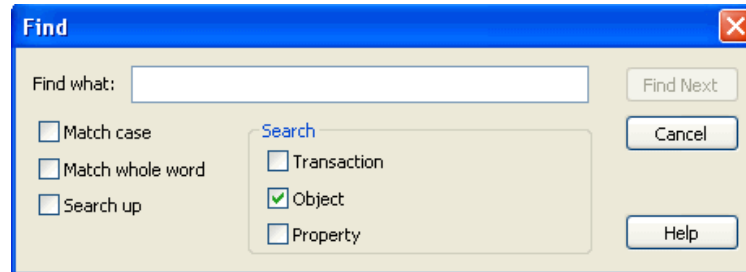 Find
Find what:
Find Next
Match case
Match whole word
Search up
Search
Transaction
Object
Property
Cancel
Help